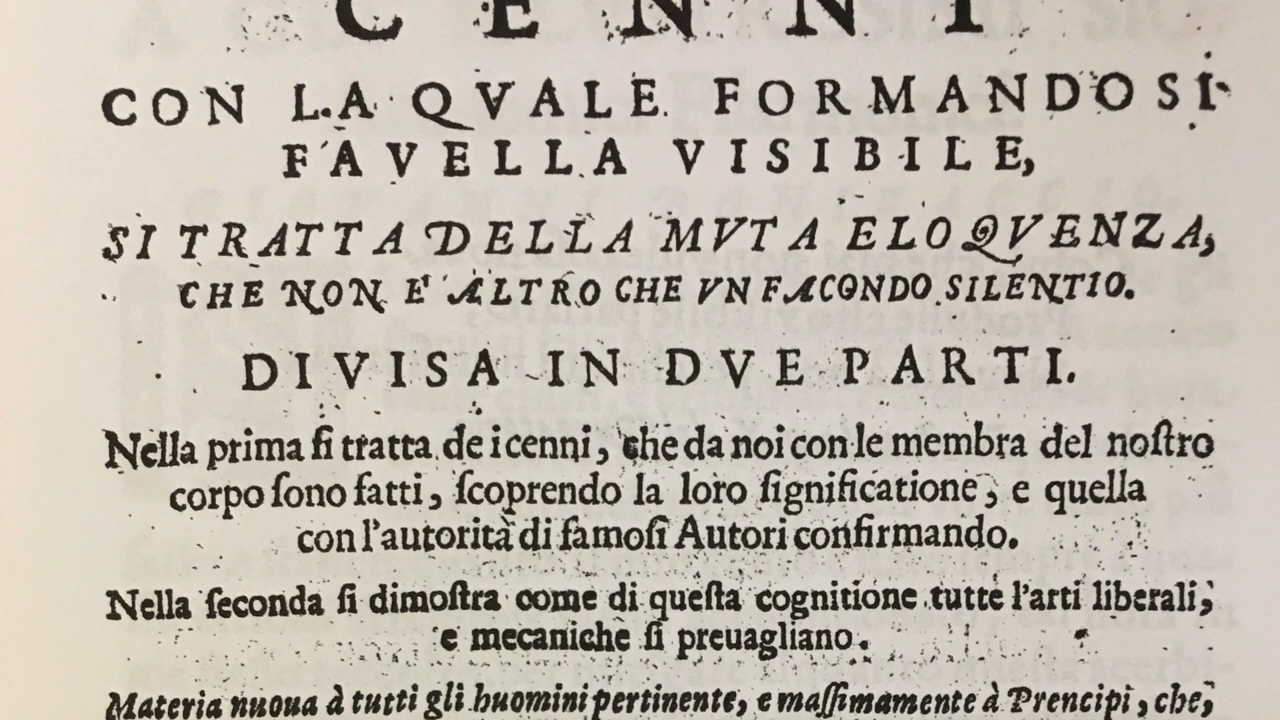 CENNI
CON LA QVALE FORMANDOSI
FAVELLA VISIBILE,
SI TRATTA DELLA MVTA ELOQVENZA,
CHE NON E' ALTRO CHE VN FACONDO SILENTIO.
DIVISA IN DVE PARTI.
Nella prima ſi tratta de i cenni, che da noi con le membra del noſtro
corpo ſono fatti, ſcoprendo la loro ſignificatione, e quella
con l'autorità di famoſi Autori confirmando.
Nella ſeconda ſi dimoſtra come di queſta cognitione tutte l'arti liberali,
e mecaniche ſi preuagliano.
Materia nuoua à tutti gli huomini pertinente, e maſſimamente à Prencipi, che,